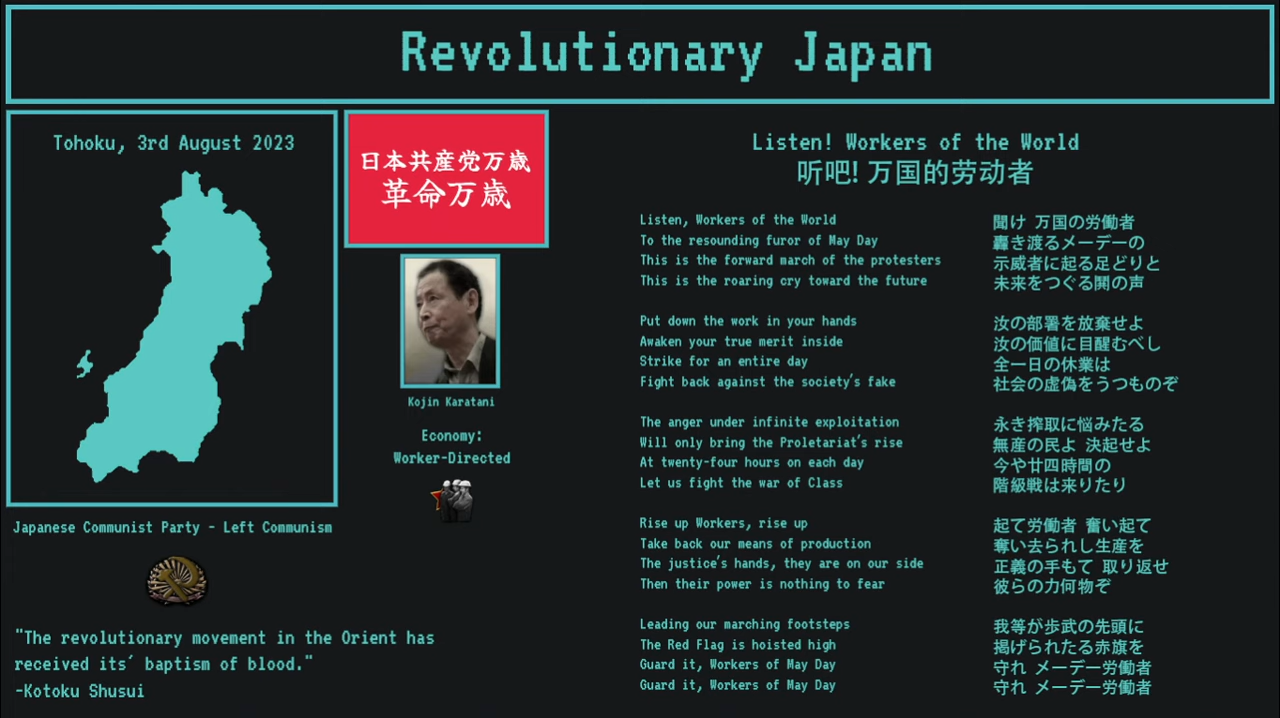 Revolutionary Japan
Tohoku, 3rd August 2023
日本共産党万歳
革命万歳
Kojin Karatani
Economy:
Worker-Directed
Japanese Communist Party - Left Communism
"The revolutionary movement in the Orient has
received its´ baptism of blood."
-Kotoku Shusui
Listen! Workers of the World
听吧! 万国的劳动者
Listen, Workers of the World
To the resounding furor of May Day
This is the forward march of the protesters
This is the roaring cry toward the future
Put down the work in your hands
Awaken your true merit inside
Strike for an entire day
Fight back against the society's fake
The anger under infinite exploitation
Will only bring the Proletariat's rise
At twenty-four hours on each day
Let us fight the war of Class
Rise up Workers, rise up
Take back our means of production
The justice's hands, they are on our side
Then their power is nothing to fear
Leading our marching footsteps
The Red Flag is hoisted high
Guard it, Workers of May Day
Guard it, Workers of May Day
聞け 万国の労働者
轟き渡るメーデーの
示威者に起る足どりと
未来をつぐる鬨の声
汝の部署を放棄せよ
汝の価値に目醒むべし
全一日の休業は
社会の虚偽をうつものぞ
永き搾取に悩みたる
無産の民よ 決起せよ
今や廿四時間の
階級戦は来りたり
起て労働者 奮い起て
奪い去られし生産を
正義の手もて 取り返せ
彼らの力何物ぞ
我等が歩武の先頭に
掲げられたる赤旗を
守れ メーデー労働者
守れ メーデー労働者